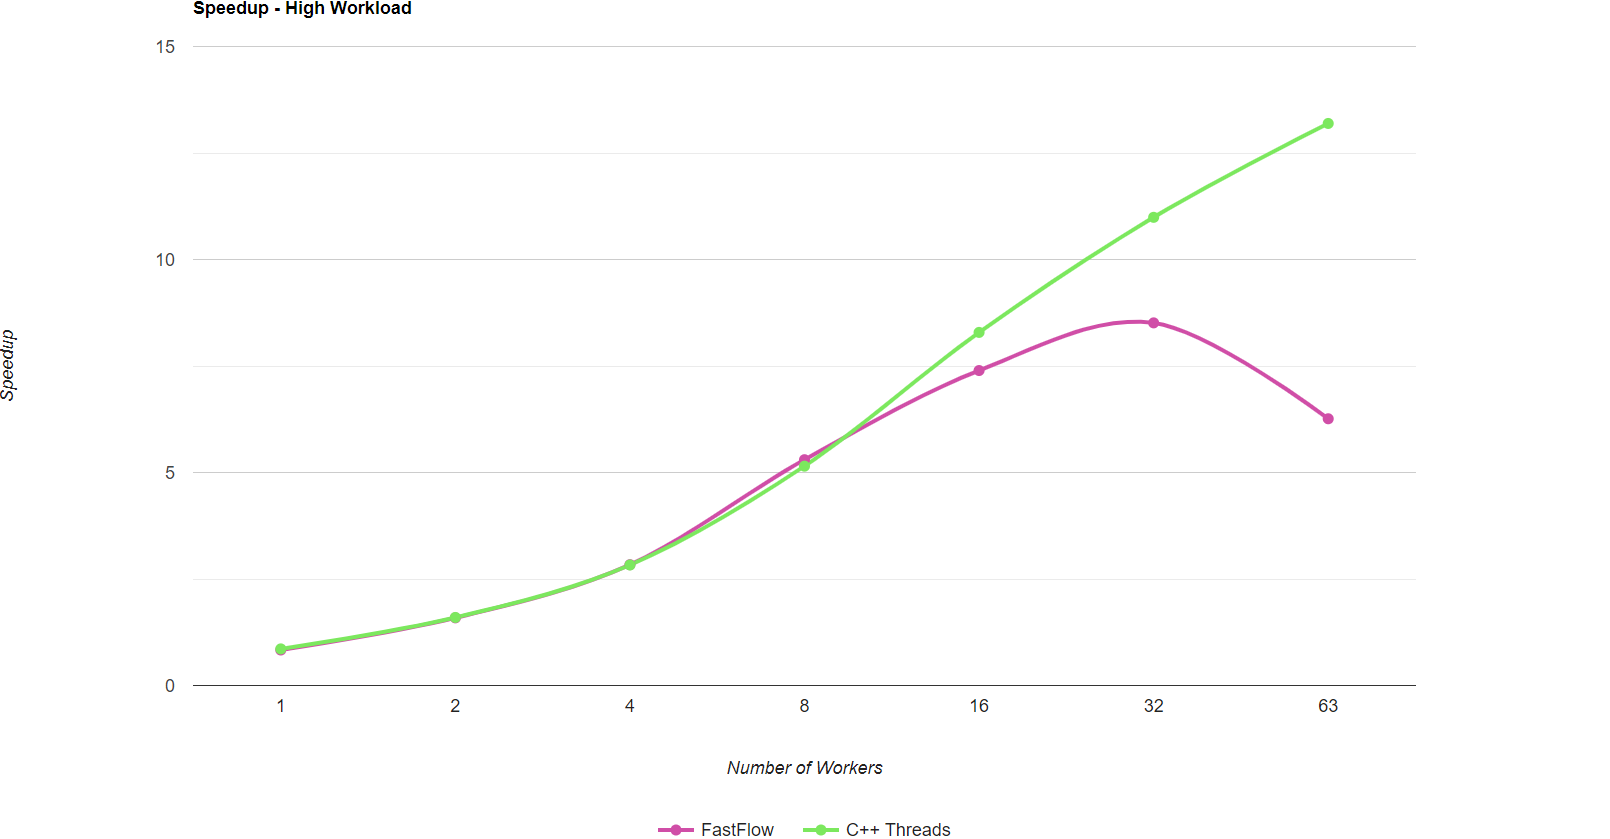 Speedup - High Workload
15
10
5
0
Speedup
1 2 4 8 16 32 63
Number of Workers
FastFlow C++ Threads